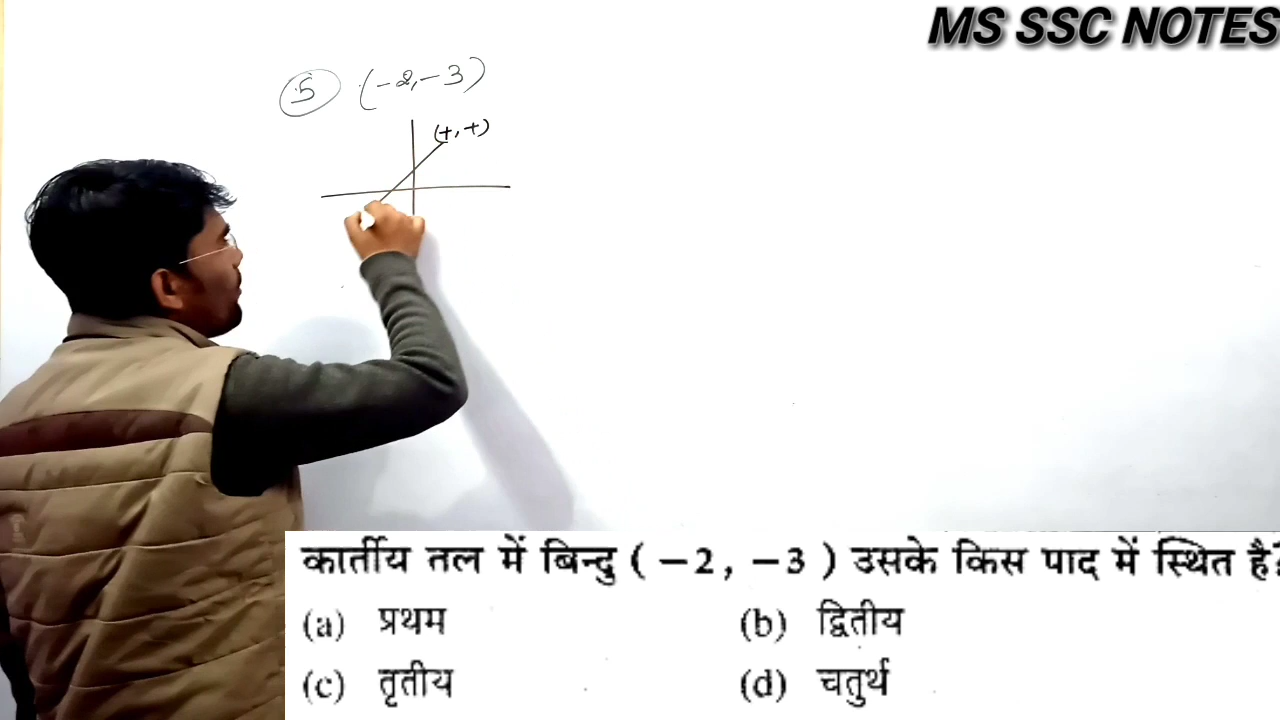 MS SSC NOTES
5 (-2,-3)
(+,+)
कार्तीय तल में बिन्दु ( −2, −3 ) उसके किस पाद में स्थित है?
(a) प्रथम (b) द्वितीय
(c) तृतीय (d) चतुर्थ